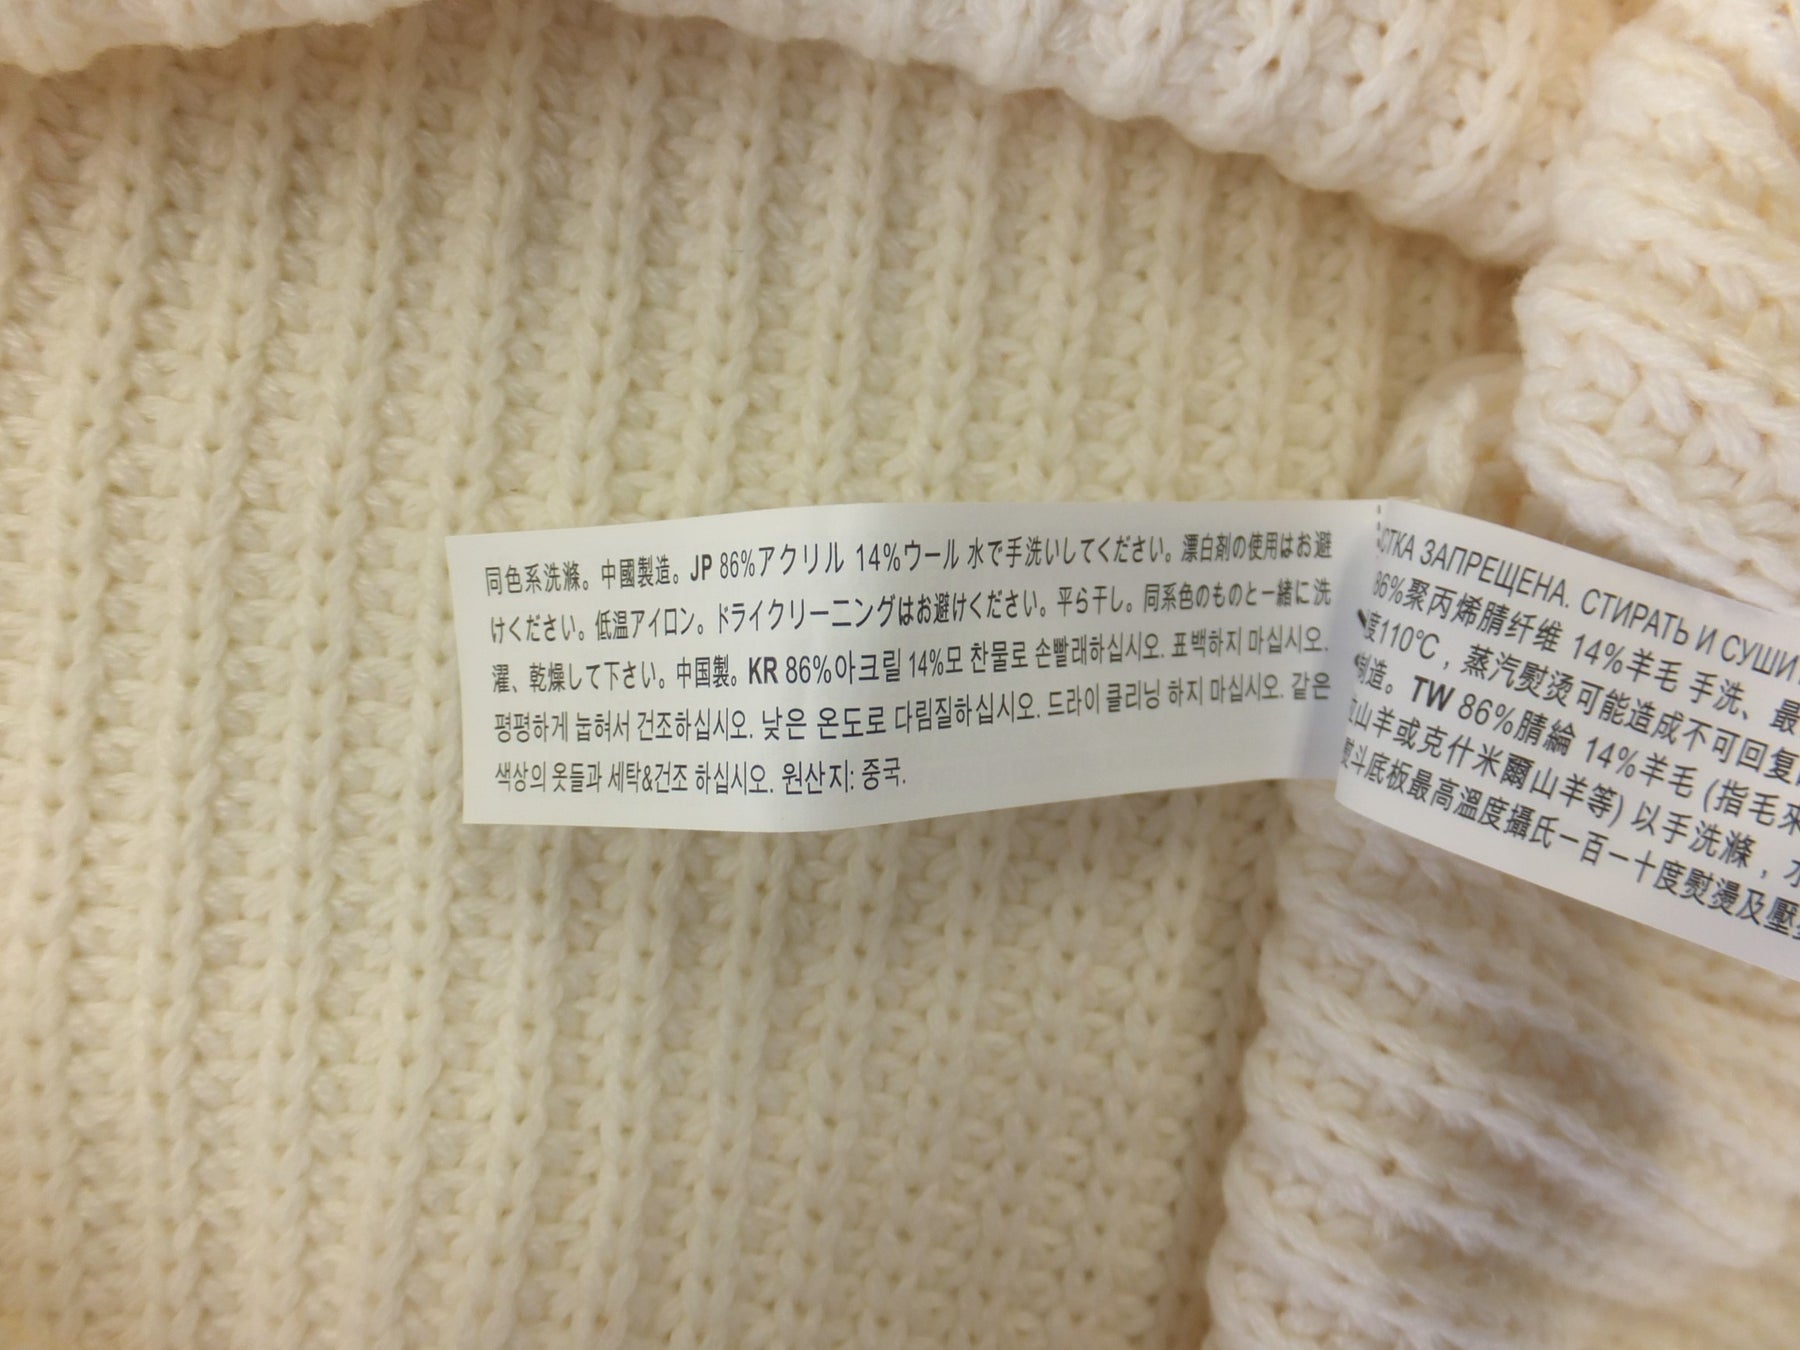 同色系洗滌。中國製造。JP 86%アクリル 14%ウール 水で手洗いしてください。漂白剤の使用はお避
けください。低温アイロン。ドライクリーニングはお避けください。平ら干し。同系色のものと一緒に洗
濯、乾燥して下さい。中国製。KR 86%아크릴 14%모 찬물로 손빨래하십시오. 표백하지 마십시오.
평평하게 눕혀서 건조하십시오. 낮은 온도로 다림질하십시오. 드라이 클리닝 하지 마십시오. 같은
색상의 옷들과 세탁&건조 하십시오. 원산지: 중국.
ЗАПРЕЩЕНА. СТИРАТЬ И СУШИ
86%聚丙烯腈纤维 14%羊毛 手洗、最
度110℃，蒸汽熨烫可能造成不可回复
制造。TW 86%腈綸 14%羊毛 (指毛來
山羊或克什米爾山羊等) 以手洗滌，水
熨斗底板最高溫度攝氏一百一十度熨燙及壓